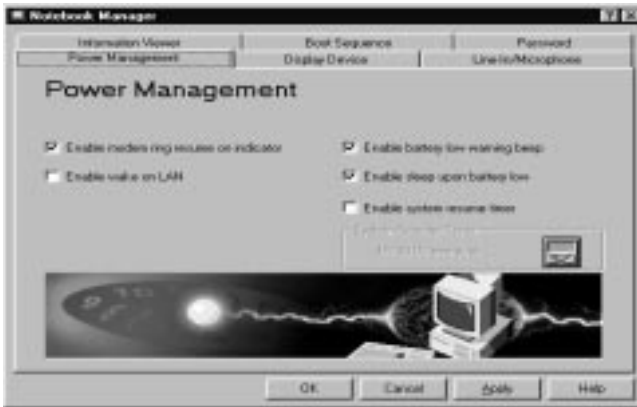 Notebook Manager
Information Viewer
Boot Sequence
Password
Power Management
Display Device
Line-In/Microphone
Power Management
Enable modem ring resume on indicator
Enable battery low warning beep
Enable wake on LAN
Enable sleep upon battery low
Enable system resume timer
OK
Cancel
Apply
Help